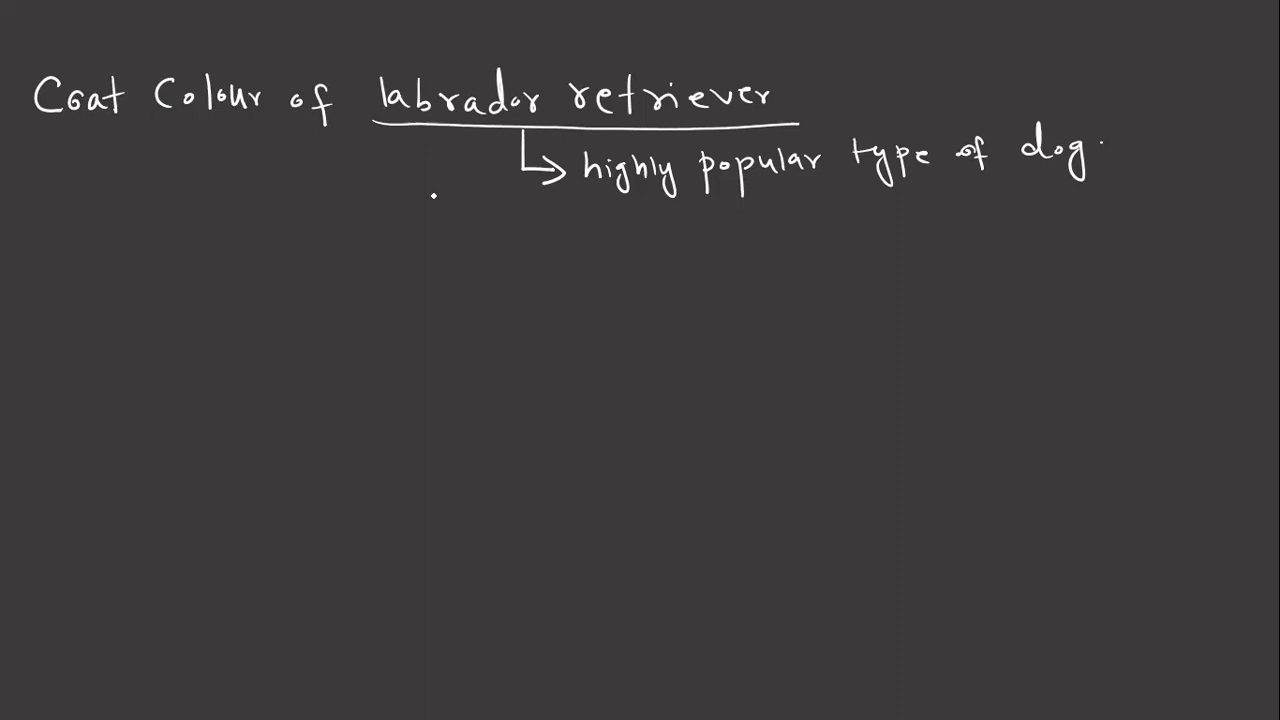 Coat Colour of labrador retriever
↳ highly popular type of dog.